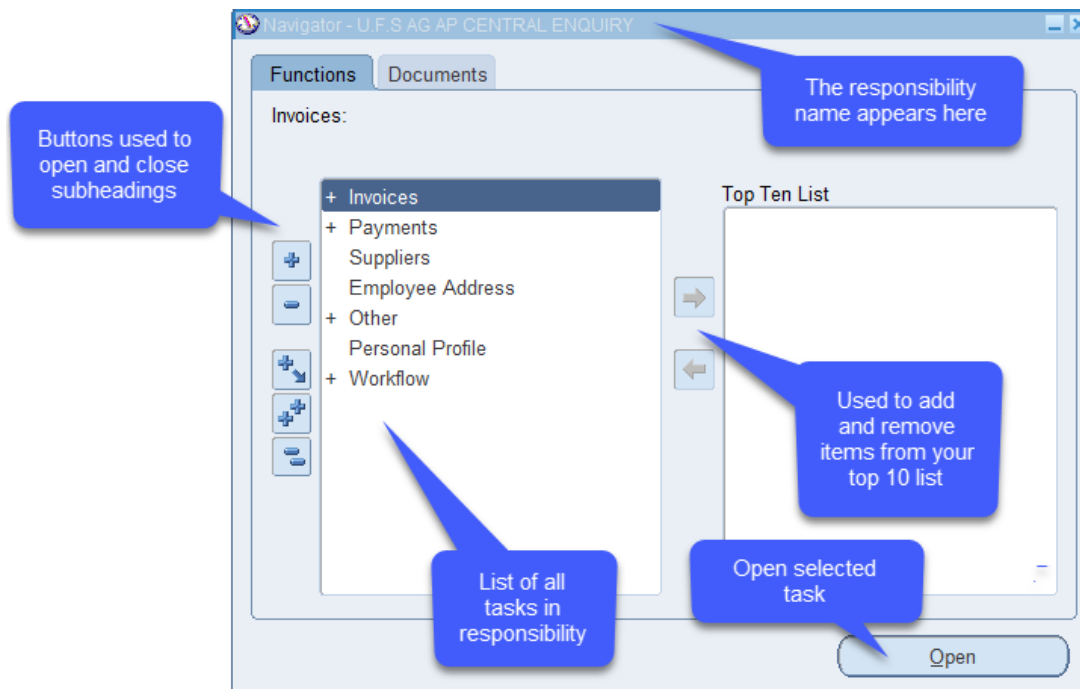 Navigator - U.F.S AG AP CENTRAL ENQUIRY
Functions
Documents
The responsibility
name appears here
Invoices:
Buttons used to
open and close
subheadings
+ Invoices
+ Payments
Suppliers
Employee Address
+ Other
Personal Profile
+ Workflow
Top Ten List
Used to add
and remove
items from your
top 10 list
List of all
tasks in
responsibility
Open selected
task
Open